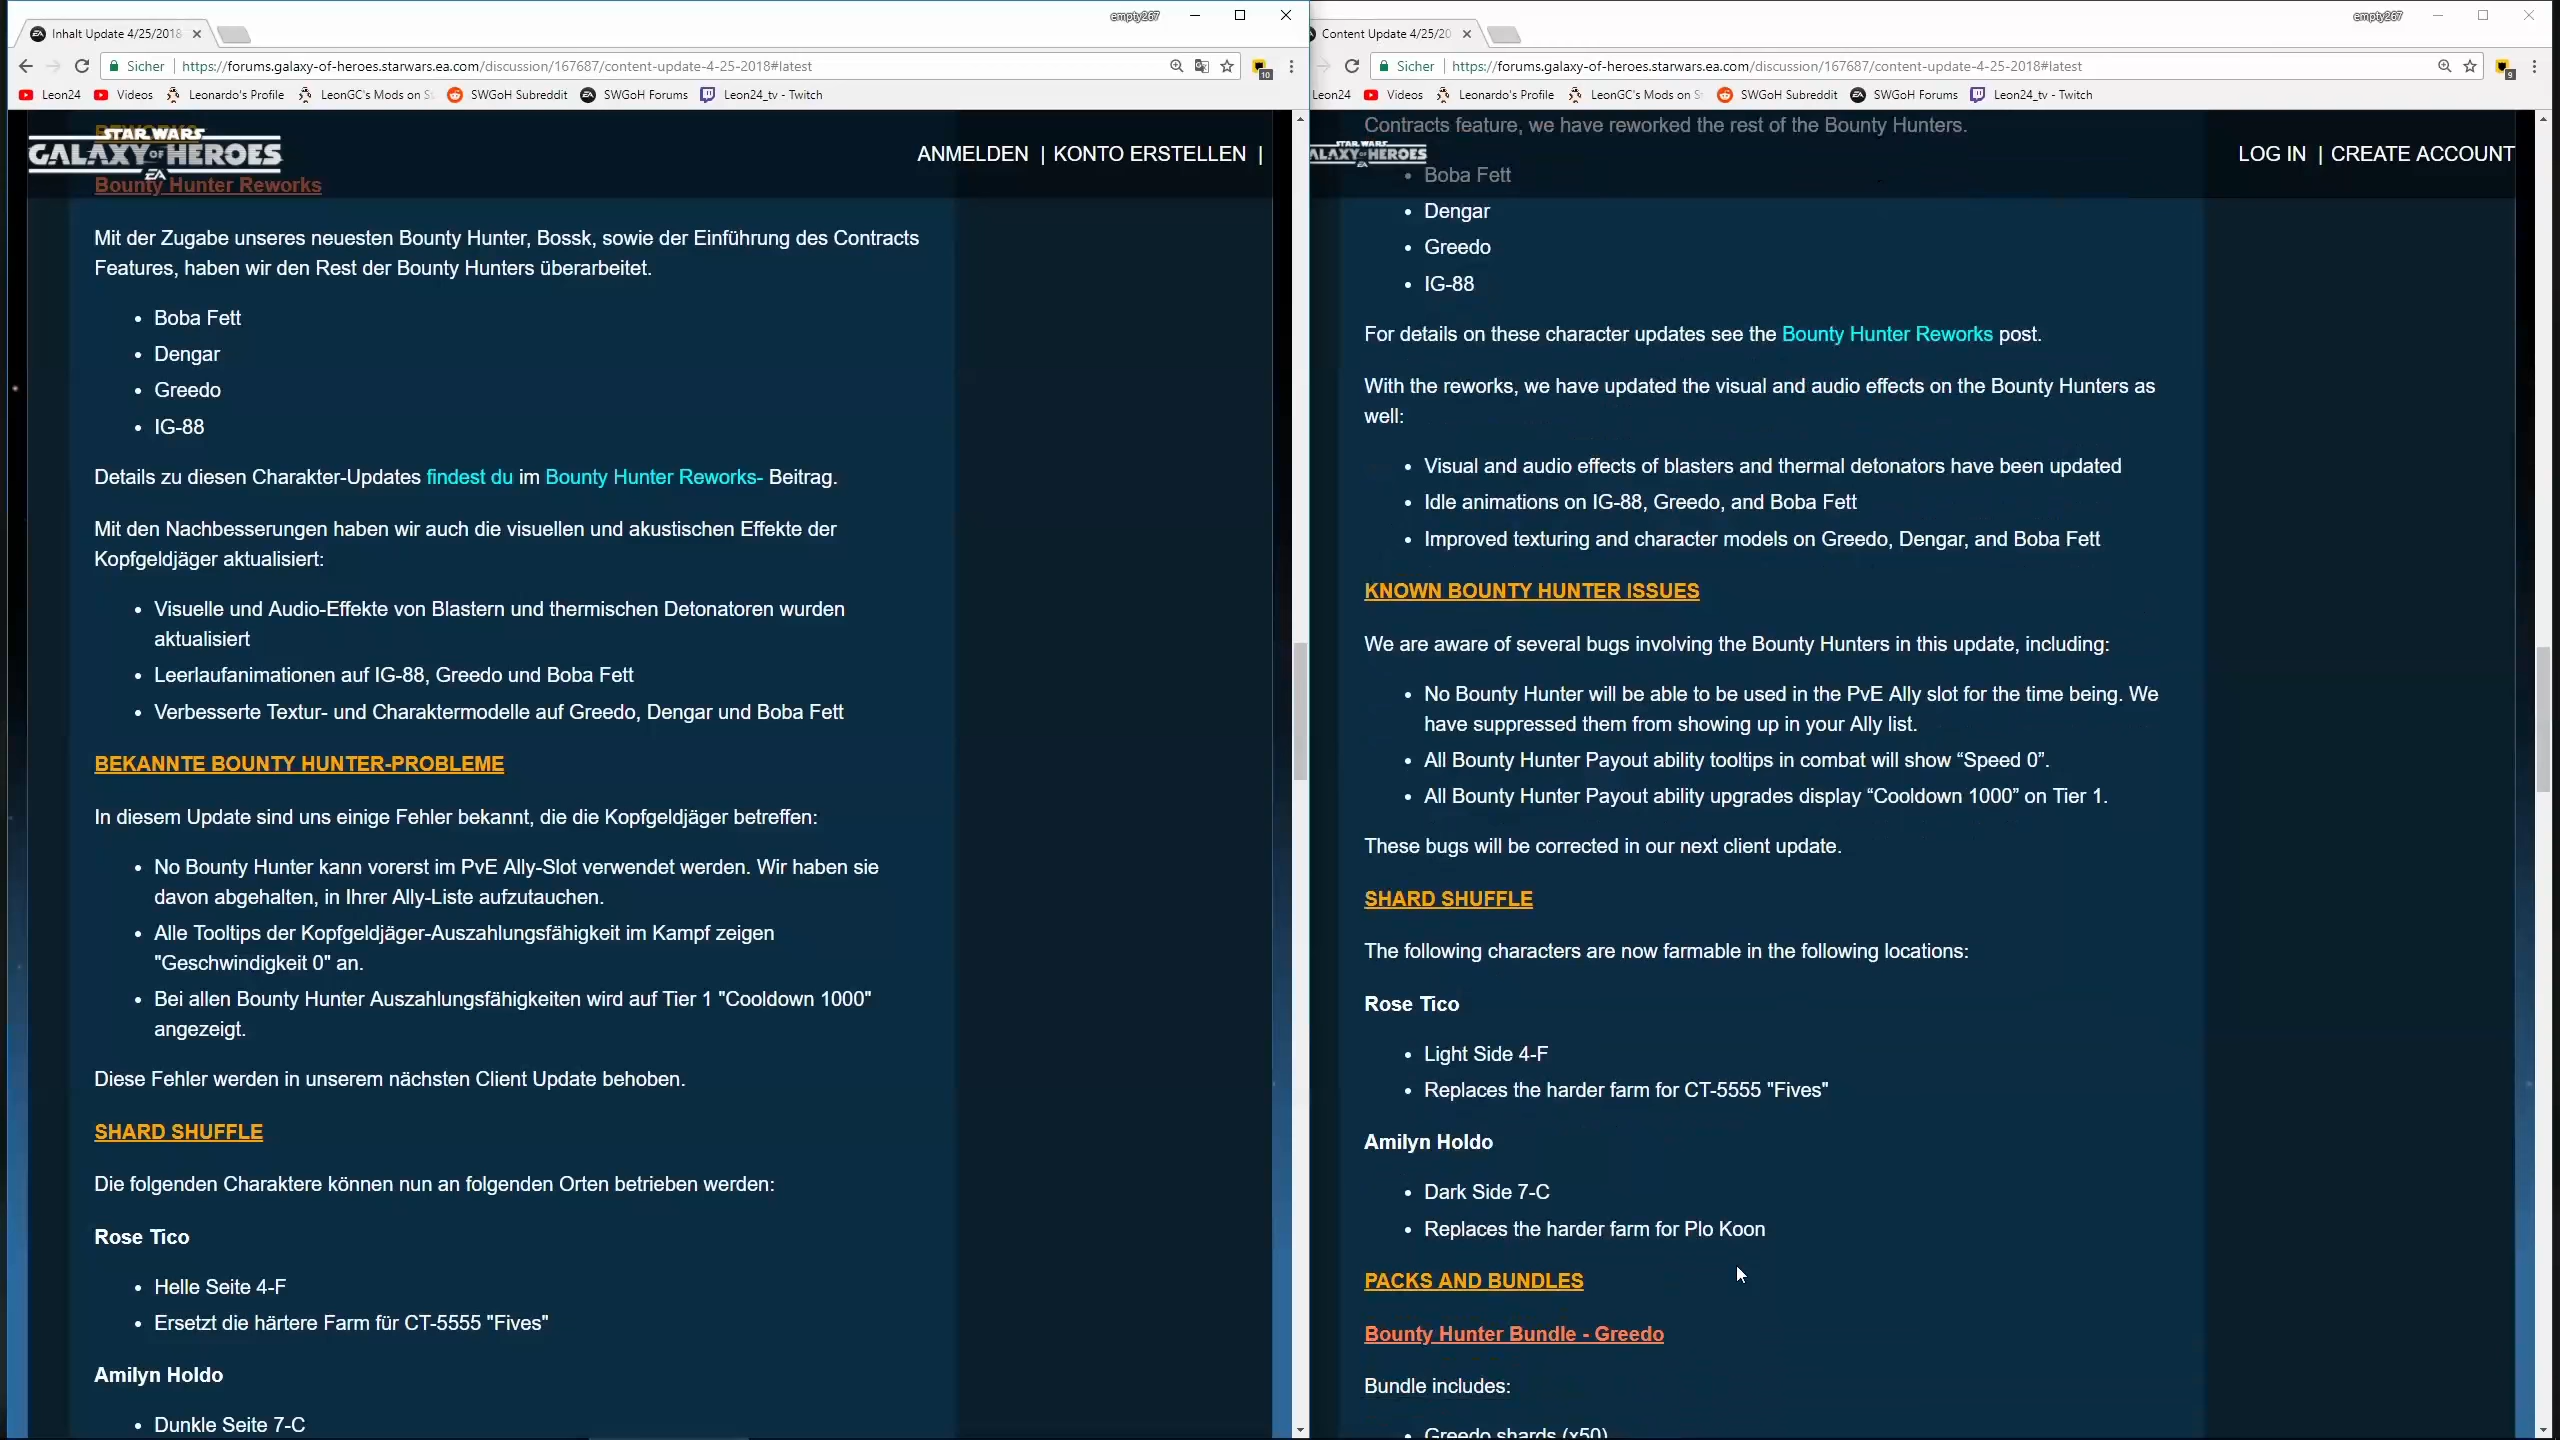 empty267
Inhalt Update 4/25/2018
Sicher
https://forums.galaxy-of-heroes.starwars.ea.com/discussion/167687/content-update-4-25-2018#latest
10
Leon24
Videos
Leonardo's Profile
LeonGC's Mods on S
SWGoH Subreddit
SWGoH Forums
Leon24_tv - Twitch
REWORKS
STAR WARS
GALAXY OF HEROES
EA
ANMELDEN | KONTO ERSTELLEN |
Bounty Hunter Reworks
Mit der Zugabe unseres neuesten Bounty Hunter, Bossk, sowie der Einführung des Contracts
Features, haben wir den Rest der Bounty Hunters überarbeitet.
• Boba Fett
• Dengar
• Greedo
• IG-88
Details zu diesen Charakter-Updates findest du im Bounty Hunter Reworks- Beitrag.
Mit den Nachbesserungen haben wir auch die visuellen und akustischen Effekte der
Kopfgeldjäger aktualisiert:
• Visuelle und Audio-Effekte von Blastern und thermischen Detonatoren wurden
aktualisiert
• Leerlaufanimationen auf IG-88, Greedo und Boba Fett
• Verbesserte Textur- und Charaktermodelle auf Greedo, Dengar und Boba Fett
BEKANNTE BOUNTY HUNTER-PROBLEME
In diesem Update sind uns einige Fehler bekannt, die die Kopfgeldjäger betreffen:
• No Bounty Hunter kann vorerst im PvE Ally-Slot verwendet werden. Wir haben sie
davon abgehalten, in Ihrer Ally-Liste aufzutauchen.
• Alle Tooltips der Kopfgeldjäger-Auszahlungsfähigkeit im Kampf zeigen
"Geschwindigkeit 0" an.
• Bei allen Bounty Hunter Auszahlungsfähigkeiten wird auf Tier 1 "Cooldown 1000"
angezeigt.
Diese Fehler werden in unserem nächsten Client Update behoben.
SHARD SHUFFLE
Die folgenden Charaktere können nun an folgenden Orten betrieben werden:
Rose Tico
• Helle Seite 4-F
• Ersetzt die härtere Farm für CT-5555 "Fives"
Amilyn Holdo
• Dunkle Seite 7-C
empty267
Content Update 4/25/20
Sicher
https://forums.galaxy-of-heroes.starwars.ea.com/discussion/167687/content-update-4-25-2018#latest
9
Leon24
Videos
Leonardo's Profile
LeonGC's Mods on S
SWGoH Subreddit
SWGoH Forums
Leon24_tv - Twitch
Contracts feature, we have reworked the rest of the Bounty Hunters.
STAR WARS
ALAXY OF HEROES
LOG IN | CREATE ACCOUNT
• Boba Fett
• Dengar
• Greedo
• IG-88
For details on these character updates see the Bounty Hunter Reworks post.
With the reworks, we have updated the visual and audio effects on the Bounty Hunters as
well:
• Visual and audio effects of blasters and thermal detonators have been updated
• Idle animations on IG-88, Greedo, and Boba Fett
• Improved texturing and character models on Greedo, Dengar, and Boba Fett
KNOWN BOUNTY HUNTER ISSUES
We are aware of several bugs involving the Bounty Hunters in this update, including:
• No Bounty Hunter will be able to be used in the PvE Ally slot for the time being. We
have suppressed them from showing up in your Ally list.
• All Bounty Hunter Payout ability tooltips in combat will show “Speed 0”.
• All Bounty Hunter Payout ability upgrades display “Cooldown 1000” on Tier 1.
These bugs will be corrected in our next client update.
SHARD SHUFFLE
The following characters are now farmable in the following locations:
Rose Tico
• Light Side 4-F
• Replaces the harder farm for CT-5555 "Fives"
Amilyn Holdo
• Dark Side 7-C
• Replaces the harder farm for Plo Koon
PACKS AND BUNDLES
Bounty Hunter Bundle - Greedo
Bundle includes:
• Greedo shards (x50)